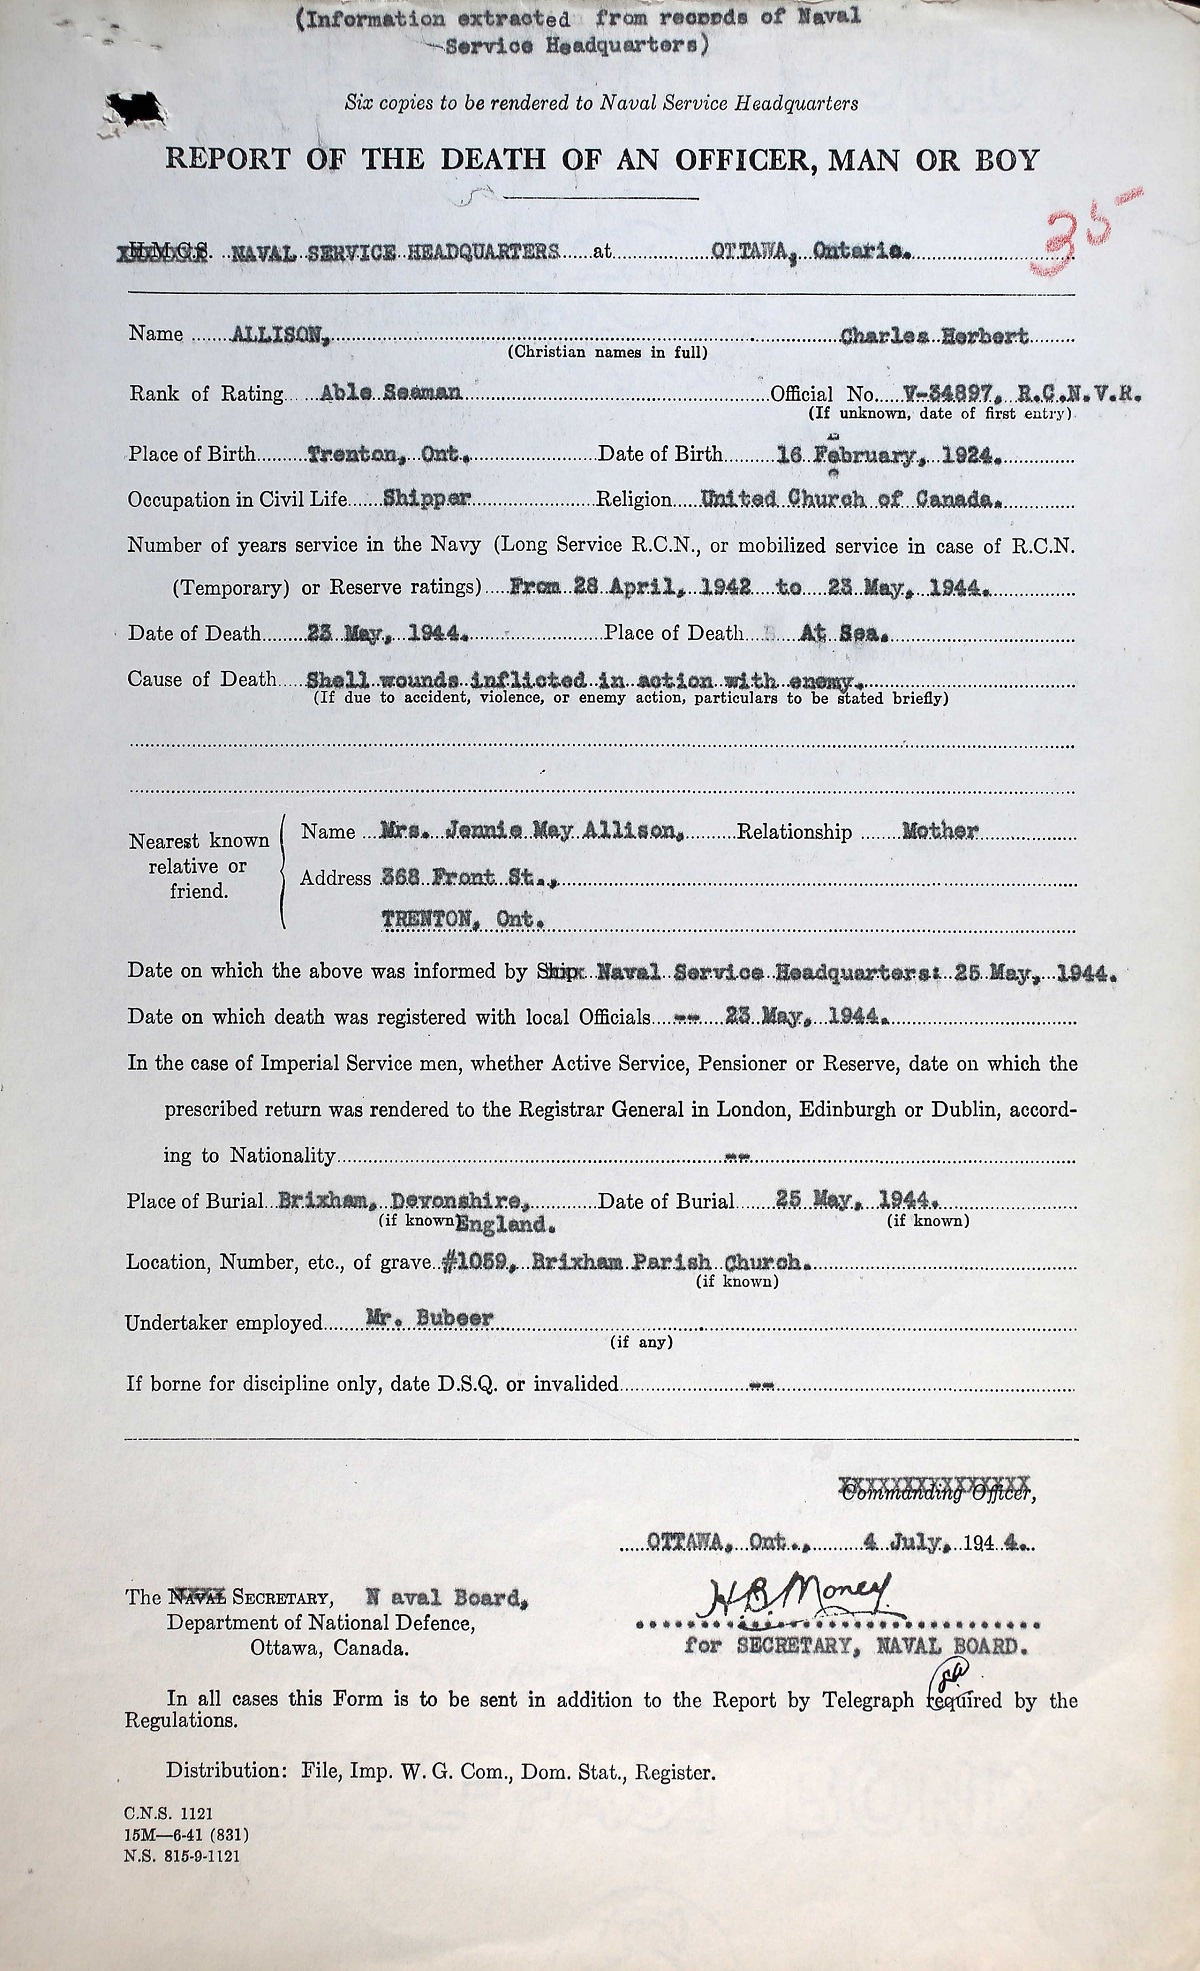 (Information extracted from records of Naval
Service Headquarters)
Six copies to be rendered to Naval Service Headquarters
REPORT OF THE DEATH OF AN OFFICER, MAN OR BOY
35
H.M.C.S. NAVAL SERVICE HEADQUARTERS at OTTAWA, Ontario.
Name ALLISON, Charles Herbert
(Christian names in full)
Rank of Rating Able Seaman Official No. V-34897, R.C.N.V.R.
(If unknown, date of first entry)
Place of Birth Trenton, Ont. Date of Birth 16 February, 1924.
Occupation in Civil Life Shipper Religion United Church of Canada.
Number of years service in the Navy (Long Service R.C.N., or mobilized service in case of R.C.N.
(Temporary) or Reserve ratings) From 28 April, 1942 to 23 May, 1944.
Date of Death 23 May, 1944. Place of Death At Sea.
Cause of Death Shell wounds inflicted in action with enemy.
(If due to accident, violence, or enemy action, particulars to be stated briefly)
Nearest known relative or friend.
Name Mrs. Jennie May Allison, Relationship Mother
Address 368 Front St.,
TRENTON, Ont.
Date on which the above was informed by Ship: Naval Service Headquarters: 25 May, 1944.
Date on which death was registered with local Officials -- 23 May, 1944.
In the case of Imperial Service men, whether Active Service, Pensioner or Reserve, date on which the
prescribed return was rendered to the Registrar General in London, Edinburgh or Dublin, accord-
ing to Nationality --
Place of Burial Brixham, Devonshire, Date of Burial 25 May, 1944.
(if known) England. (if known)
Location, Number, etc., of grave #1059, Brixham Parish Church.
(if known)
Undertaker employed Mr. Bubeer
(if any)
If borne for discipline only, date D.S.Q. or invalided --
Commanding Officer,
OTTAWA, Ont., 4 July, 194 4.
The NAVAL SECRETARY, N aval Board,
Department of National Defence,
Ottawa, Canada.
H B Money
for SECRETARY, NAVAL BOARD.
In all cases this Form is to be sent in addition to the Report by Telegraph required by the
Regulations.
Distribution: File, Imp. W. G. Com., Dom. Stat., Register.
C.N.S. 1121
15M—6-41 (831)
N.S. 815-9-1121